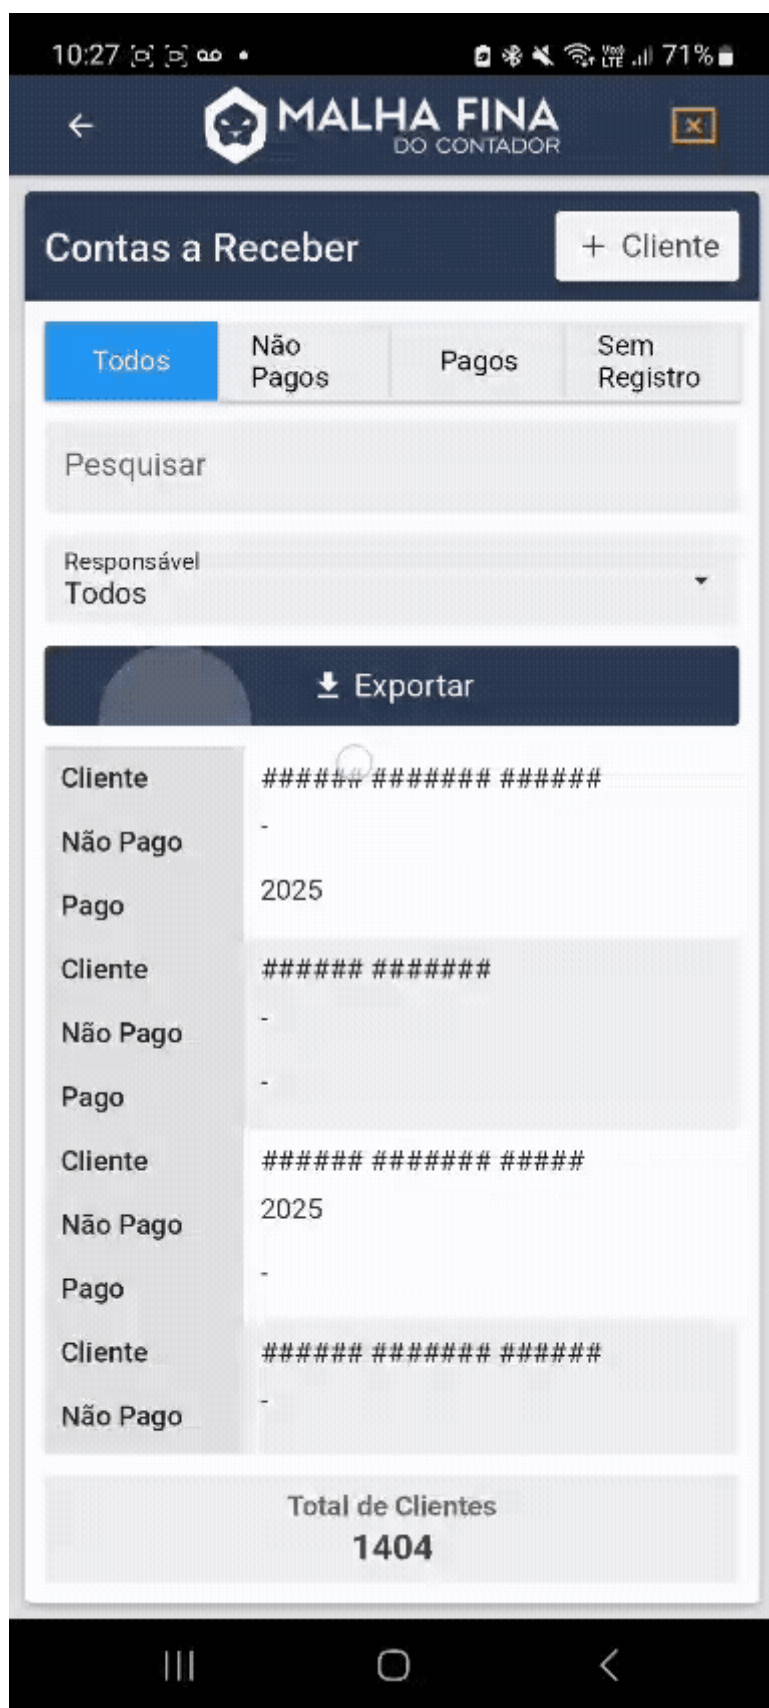 10:27
71%
MALHA FINA
DO CONTADOR
Contas a Receber
+ Cliente
Todos
Não Pagos
Pagos
Sem Registro
Pesquisar
Responsável
Todos
Exportar
Cliente ###### ####### ######
Não Pago -
Pago 2025
Cliente ###### #######
Não Pago -
Pago -
Cliente ###### ####### #####
Não Pago 2025
Pago -
Cliente ###### ####### ######
Não Pago -
Total de Clientes
1404